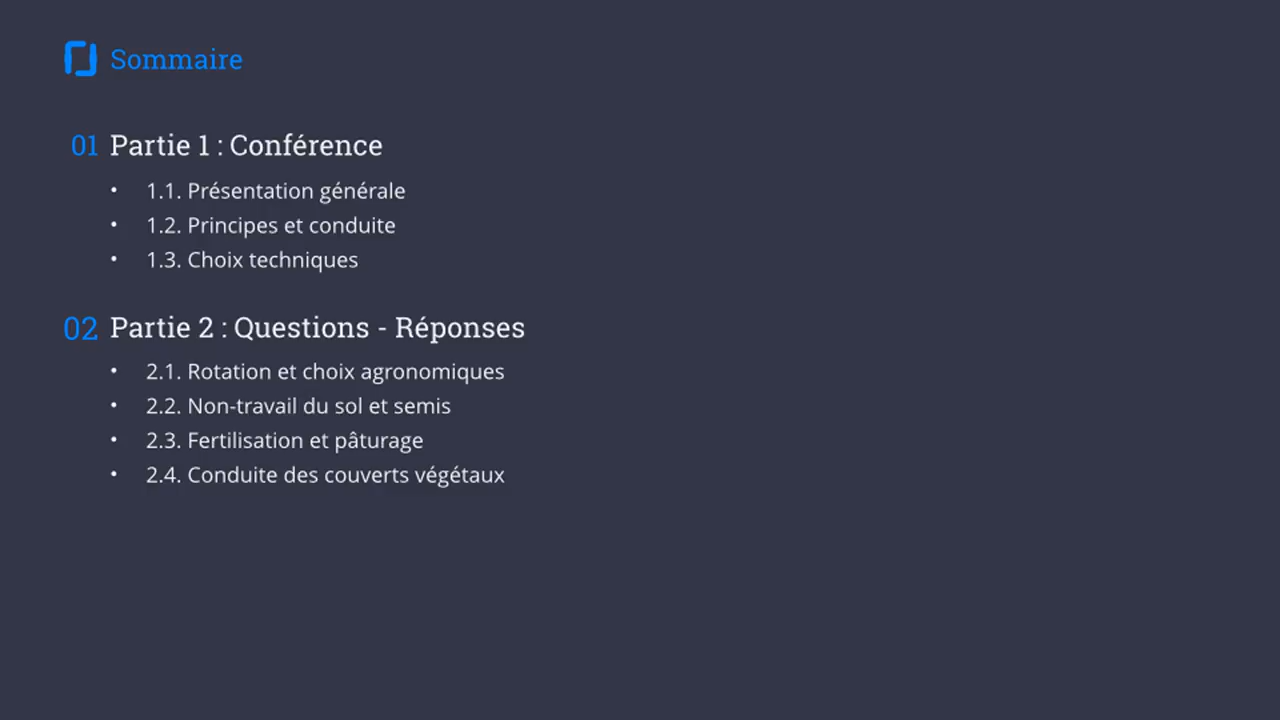 Sommaire
01 Partie 1 : Conférence
• 1.1. Présentation générale
• 1.2. Principes et conduite
• 1.3. Choix techniques
02 Partie 2 : Questions - Réponses
• 2.1. Rotation et choix agronomiques
• 2.2. Non-travail du sol et semis
• 2.3. Fertilisation et pâturage
• 2.4. Conduite des couverts végétaux